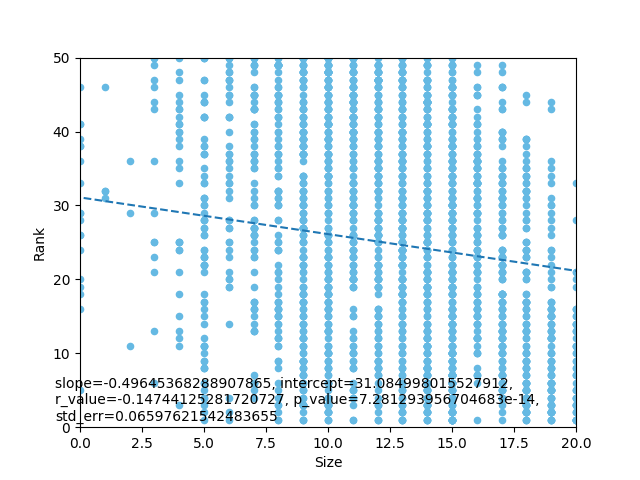 50
40
30
20
10
0
Rank
slope=-0.49645368288907865, intercept=31.084998015527912,
r_value=-0.14744125281720727, p_value=7.281293956704683e-14,
std_err=0.06597621542483655
0.0 2.5 5.0 7.5 10.0 12.5 15.0 17.5 20.0
Size